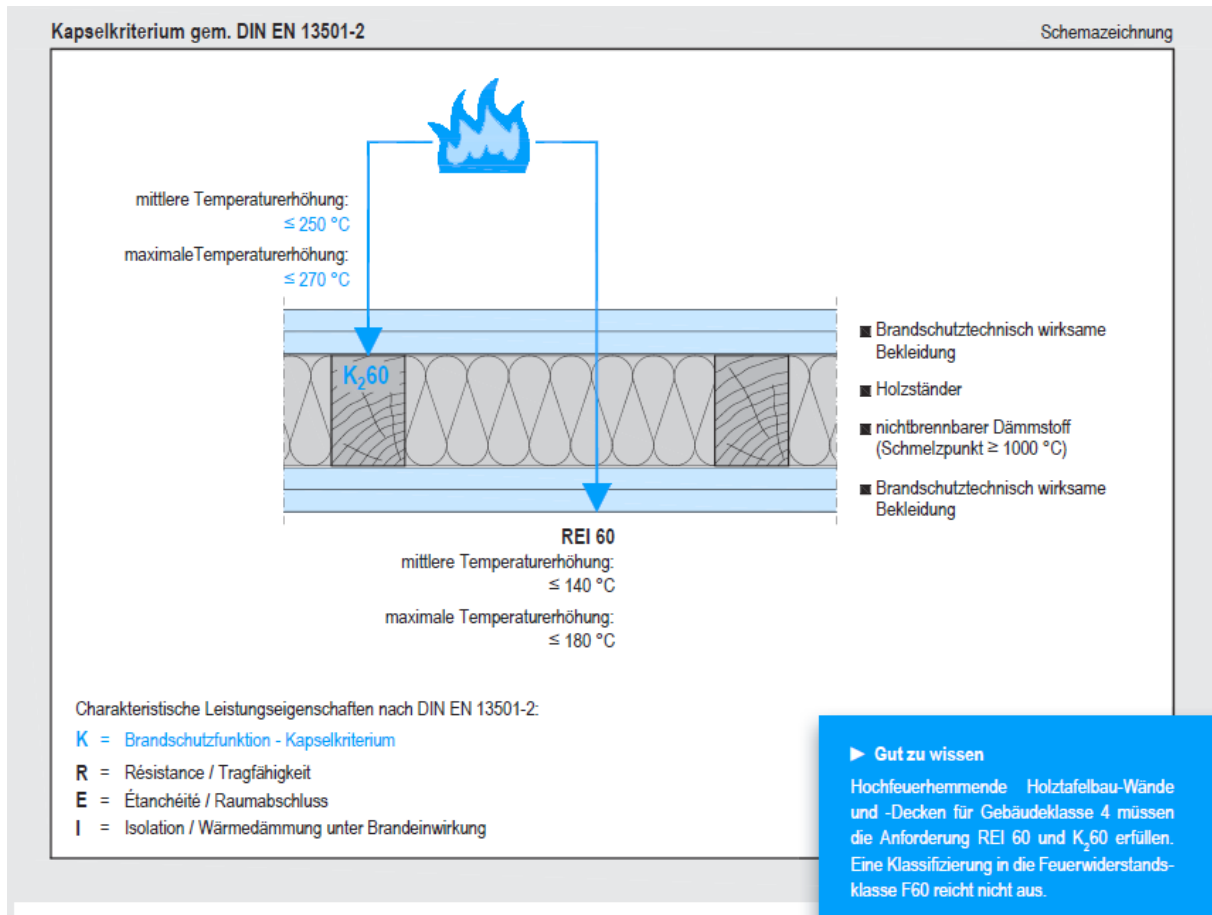 Kapselkriterium gem. DIN EN 13501-2
Schemazeichnung
mittlere Temperaturerhöhung:
≤ 250 °C
maximaleTemperaturerhöhung:
≤ 270 °C
K₂60
■ Brandschutztechnisch wirksame
Bekleidung
■ Holzständer
■ nichtbrennbarer Dämmstoff
(Schmelzpunkt ≥ 1000 °C)
■ Brandschutztechnisch wirksame
Bekleidung
REI 60
mittlere Temperaturerhöhung:
≤ 140 °C
maximale Temperaturerhöhung:
≤ 180 °C
Charakteristische Leistungseigenschaften nach DIN EN 13501-2:
K = Brandschutzfunktion - Kapselkriterium
R = Résistance / Tragfähigkeit
E = Étanchéité / Raumabschluss
I = Isolation / Wärmedämmung unter Brandeinwirkung
► Gut zu wissen
Hochfeuerhemmende Holztafelbau-Wände
und -Decken für Gebäudeklasse 4 müssen
die Anforderung REI 60 und K₂60 erfüllen.
Eine Klassifizierung in die Feuerwiderstands-
klasse F60 reicht nicht aus.